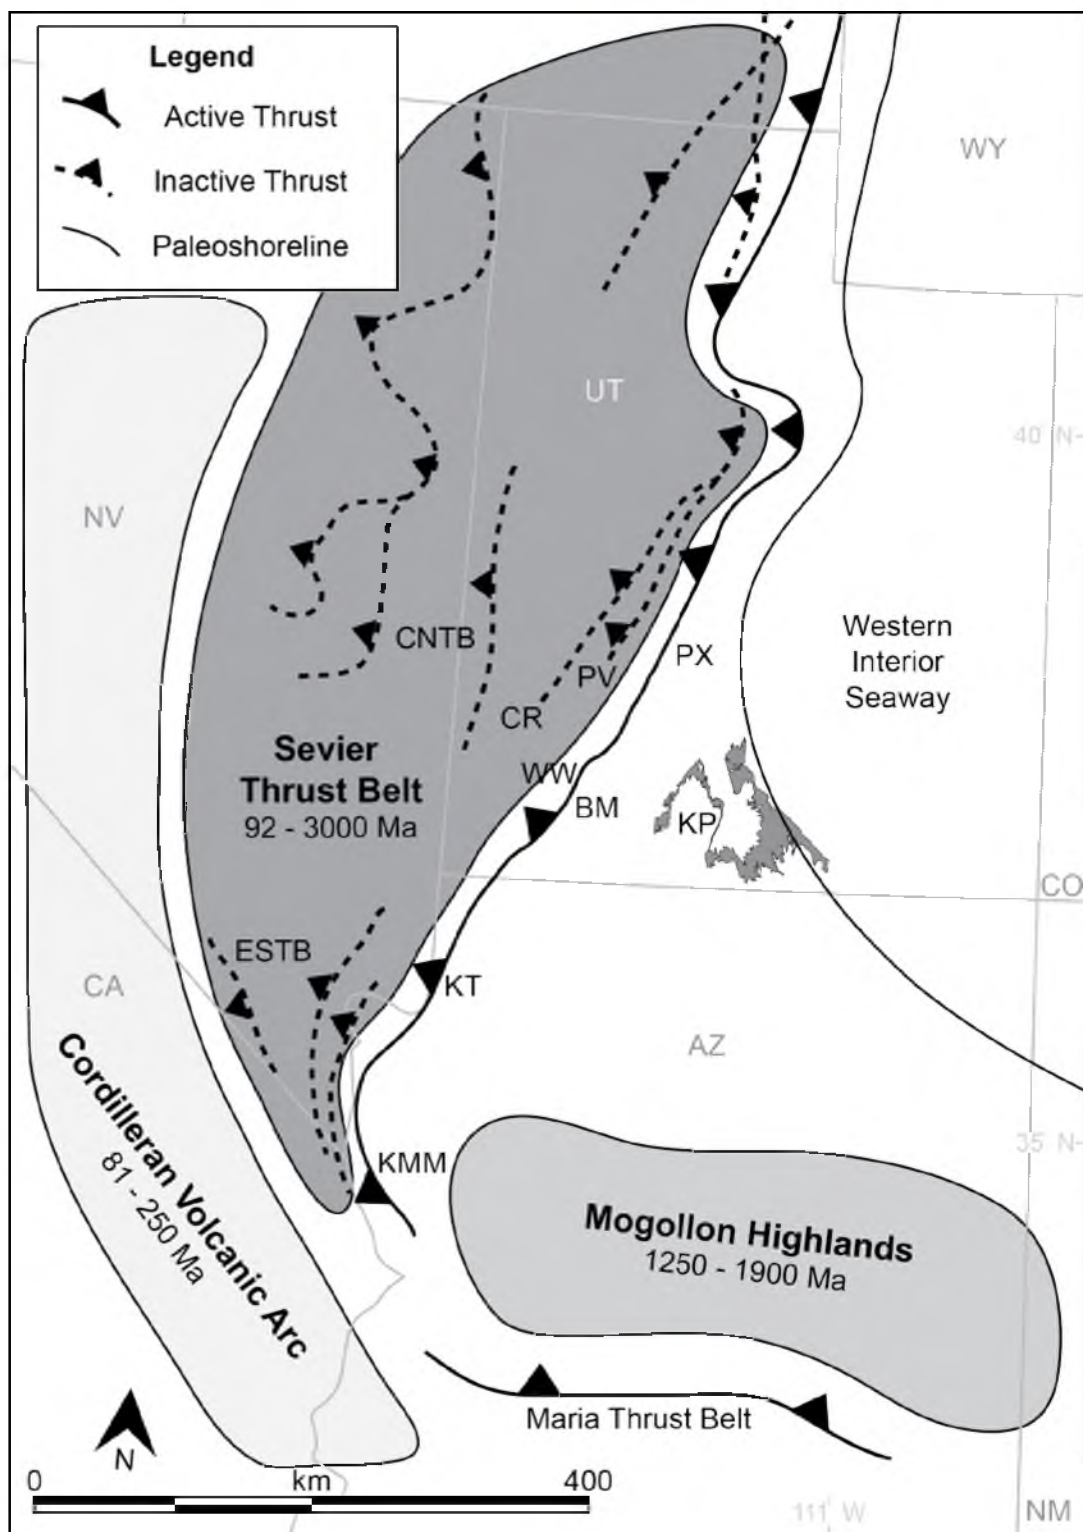 Legend
Active Thrust
Inactive Thrust
Paleoshoreline
WY
UT
40 N
NV
CNTB
PV
PX
Western
Interior
Seaway
CR
Sevier
Thrust Belt
92 - 3000 Ma
WW
BM
KP
CO
ESTB
KT
CA
AZ
Cordilleran Volcanic Arc
81 - 250 Ma
35 N
KMM
Mogollon Highlands
1250 - 1900 Ma
Maria Thrust Belt
N
0 km 400
111 W
NM